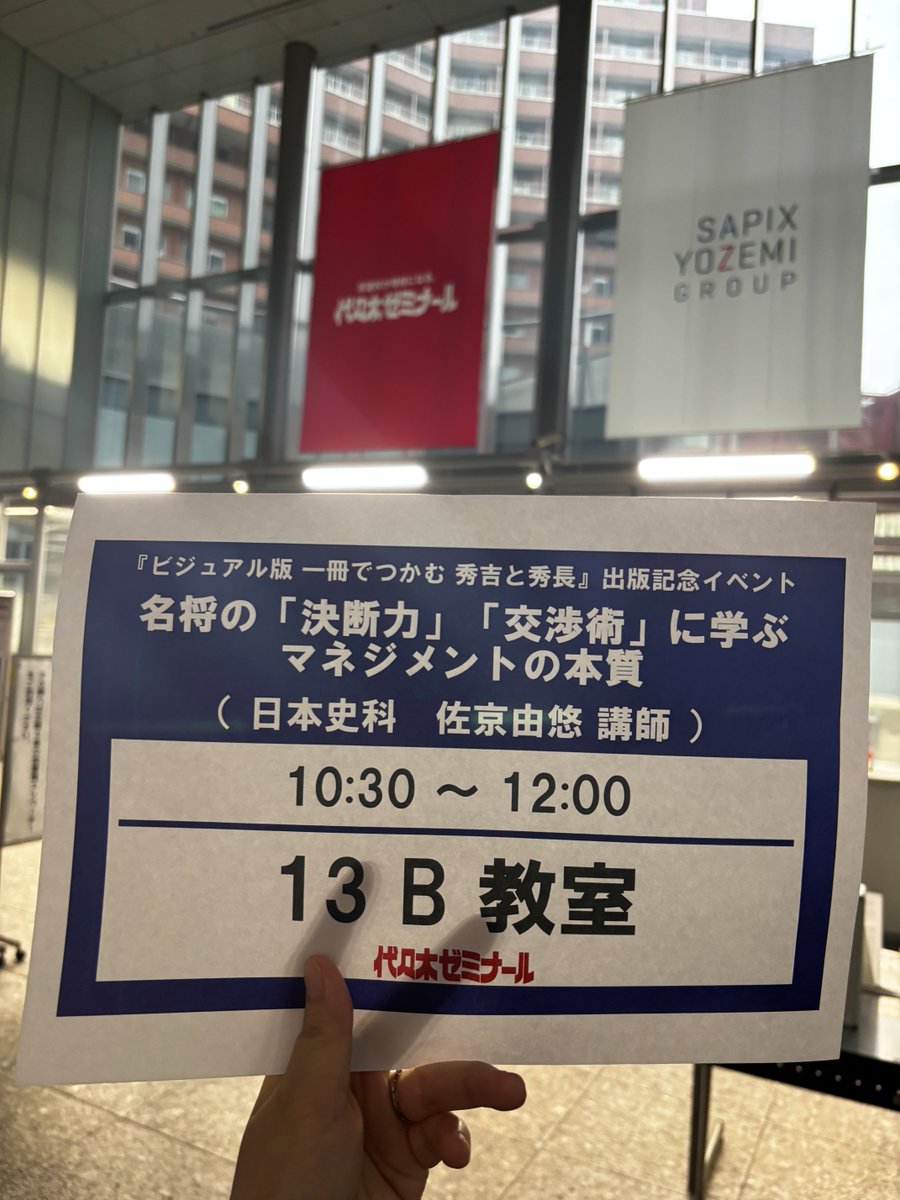 代々木ゼミナール
SAPIX
YOZEMI
GROUP
『ビジュアル版 一冊でつかむ 秀吉と秀長』出版記念イベント
名将の「決断力」「交渉術」に学ぶ
マネジメントの本質
（ 日本史科　佐京由悠 講師 ）
10:30 ～ 12:00
13 B 教室
代々木ゼミナール